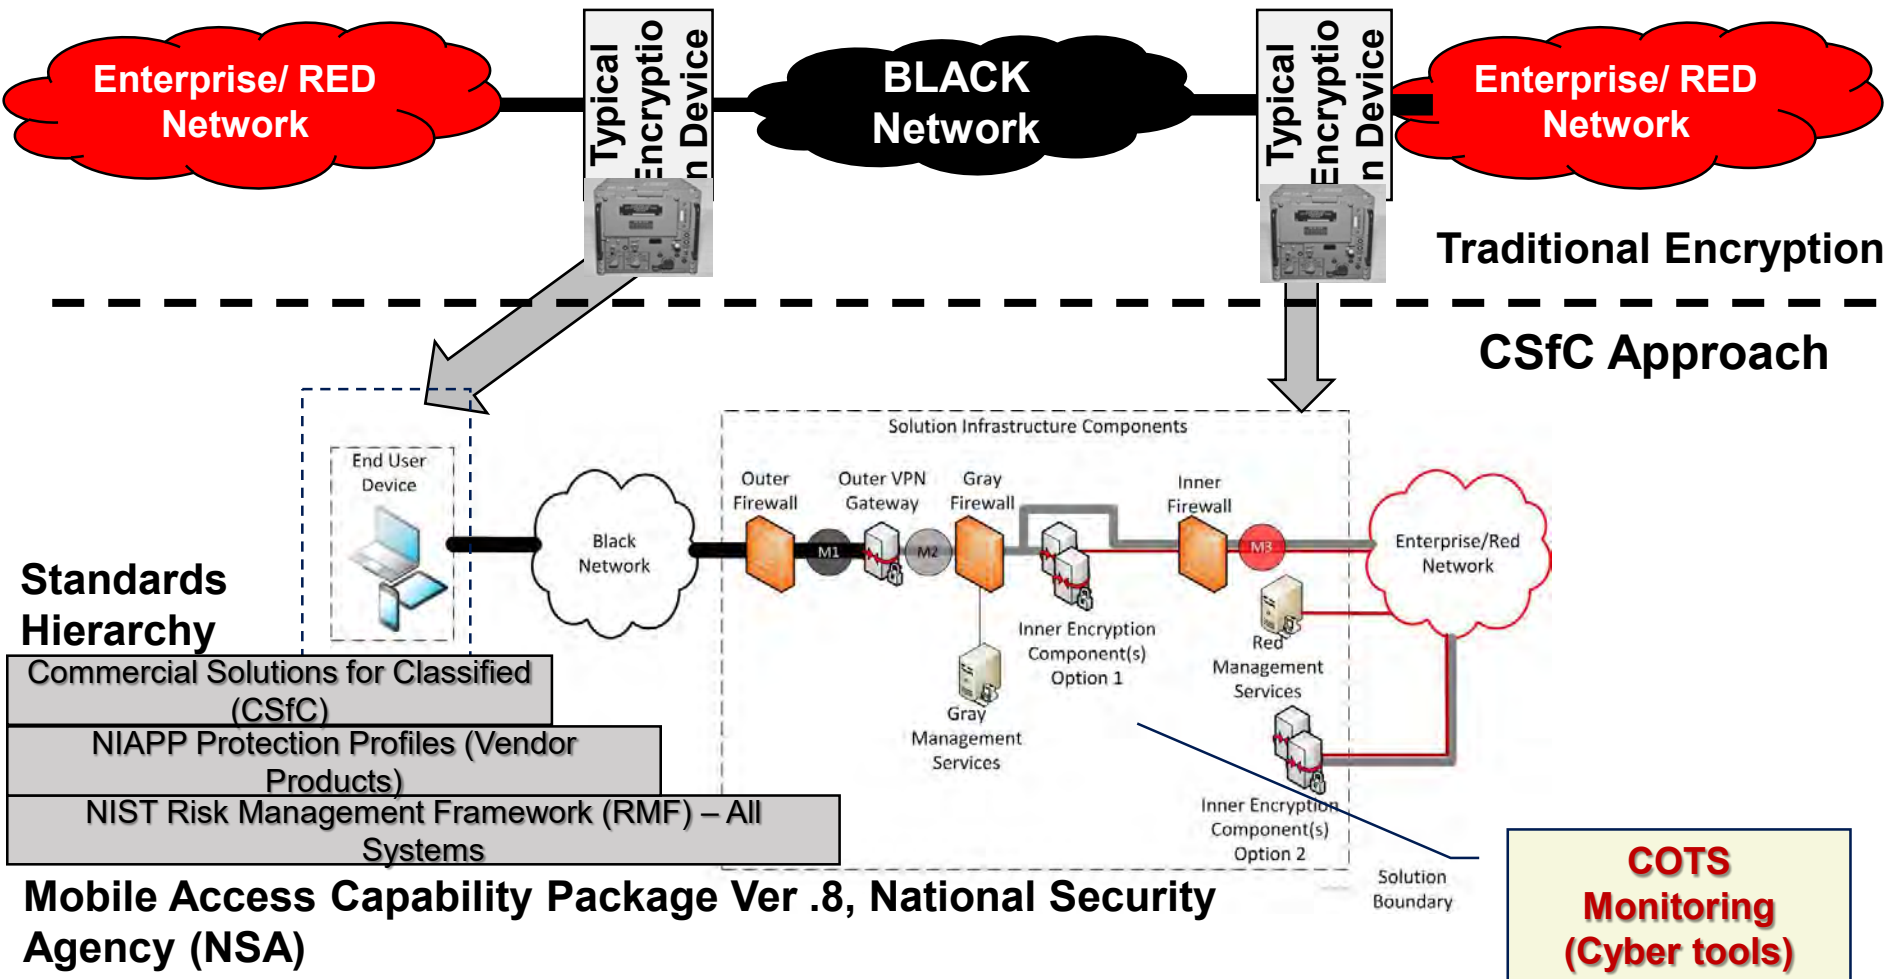 Enterprise/ RED
Network
Typical
Encryptio
n Device
BLACK
Network
Typical
Encryptio
n Device
Enterprise/ RED
Network
Traditional Encryption
CSfC Approach
Solution Infrastructure Components
End User
Device
Black
Network
Outer
Firewall
M1
Outer VPN
Gateway
M2
Gray
Firewall
Inner
Firewall
M3
Enterprise/Red
Network
Inner Encryption
Component(s)
Option 1
Gray
Management
Services
Red
Management
Services
Inner Encryption
Component(s)
Option 2
Solution
Boundary
Standards
Hierarchy
Commercial Solutions for Classified
(CSfC)
NIAPP Protection Profiles (Vendor
Products)
NIST Risk Management Framework (RMF) – All
Systems
Mobile Access Capability Package Ver .8, National Security
Agency (NSA)
COTS
Monitoring
(Cyber tools)